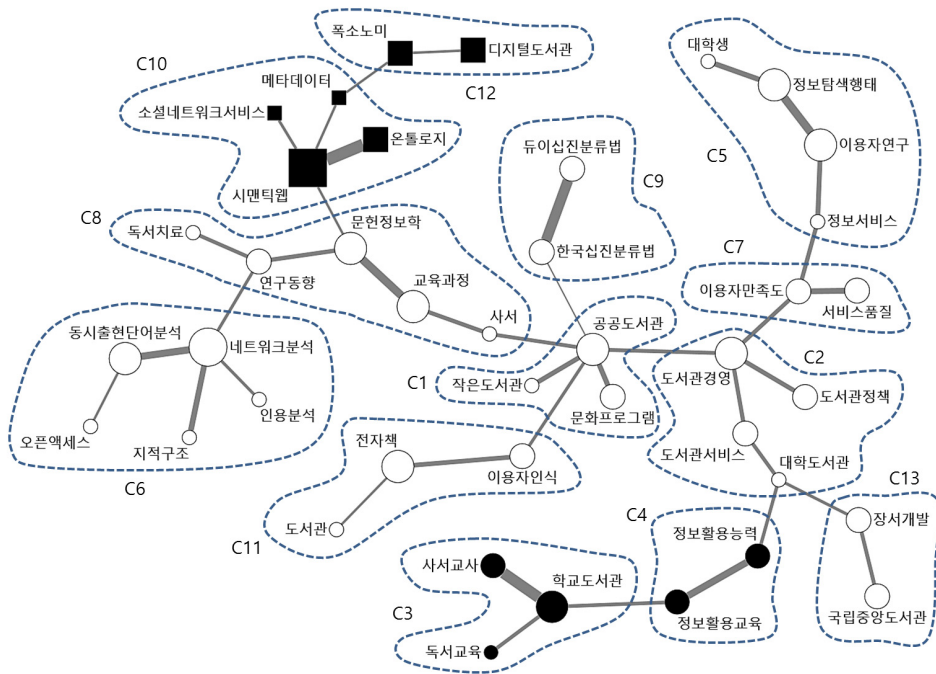 폭소노미
디지털도서관
C12
C10
메타데이터
소셜네트워크서비스
온톨로지
시맨틱웹
대학생
정보탐색행태
이용자연구
C5
정보서비스
듀이십진분류법
C9
한국십진분류법
C8
독서치료
문헌정보학
연구동향
교육과정
사서
C7
이용자만족도
서비스품질
동시출현단어분석
네트워크분석
인용분석
오픈액세스
지적구조
C6
공공도서관
C1
작은도서관
문화프로그램
C2
도서관경영
도서관정책
도서관서비스
대학도서관
전자책
이용자인식
도서관
C11
C13
장서개발
국립중앙도서관
C4
정보활용능력
정보활용교육
사서교사
학교도서관
C3
독서교육